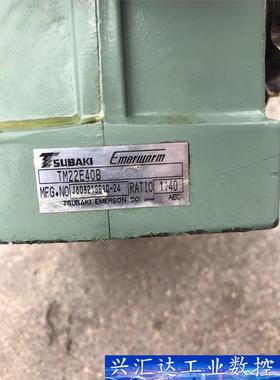 TSUBAKI Emerworm
TM22E40B
MFG.NO RATIO 1:40
TSUBAKI EMERSON CO. JAPAN AEC
兴汇达工业数控